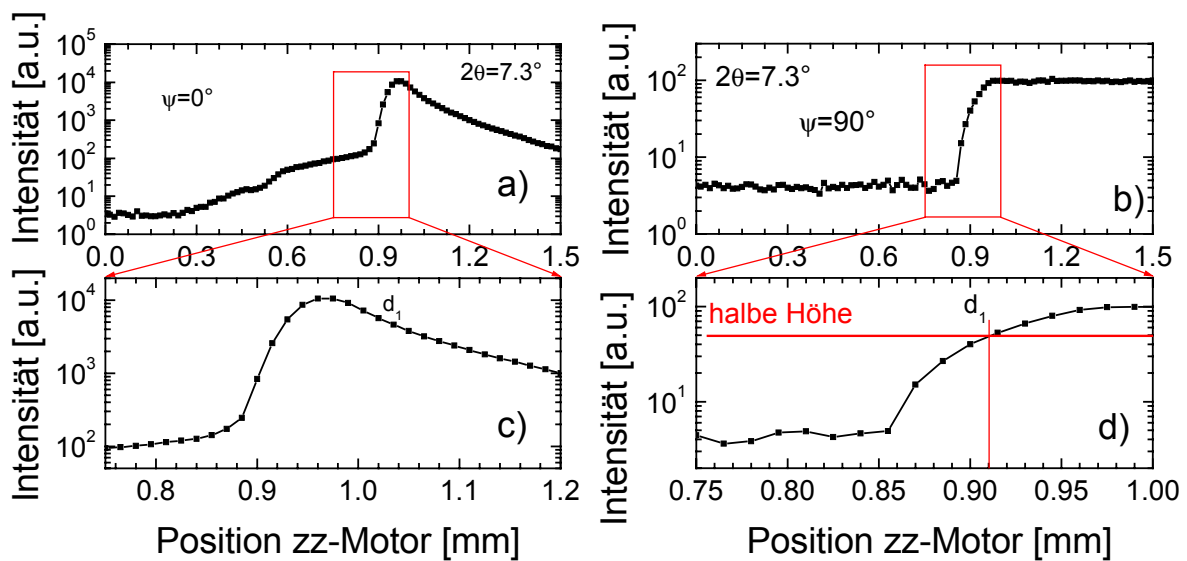 Intensität [a.u.]
10^5
10^4
10^3
10^2
10^1
10^0
ψ=0°
2θ=7.3°
a)
0.0 0.3 0.6 0.9 1.2 1.5
Intensität [a.u.]
10^2
10^1
10^0
2θ=7.3°
ψ=90°
b)
0.0 0.3 0.6 0.9 1.2 1.5
Intensität [a.u.]
10^4
10^3
10^2
d_1
c)
0.8 0.9 1.0 1.1 1.2
Position zz-Motor [mm]
Intensität [a.u.]
10^2
10^1
halbe Höhe
d_1
d)
0.75 0.80 0.85 0.90 0.95 1.00
Position zz-Motor [mm]